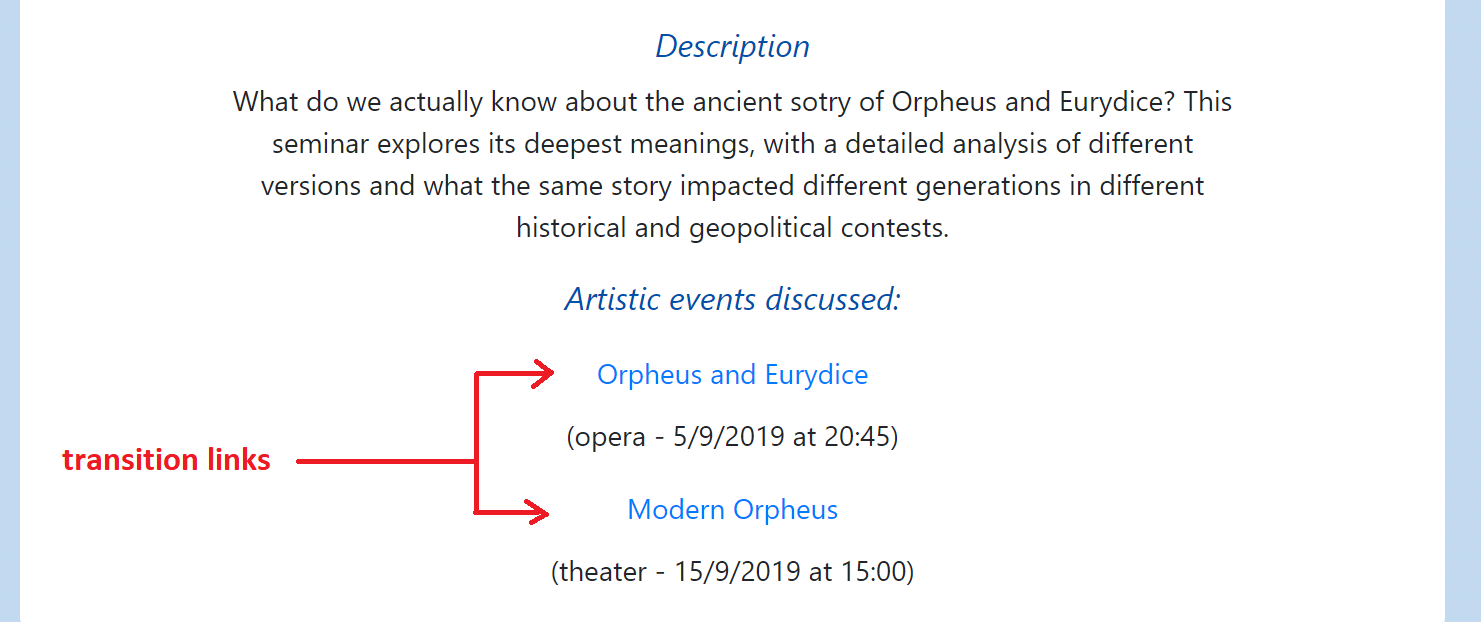 Description
What do we actually know about the ancient sotry of Orpheus and Eurydice? This
seminar explores its deepest meanings, with a detailed analysis of different
versions and what the same story impacted different generations in different
historical and geopolitical contests.
Artistic events discussed:
Orpheus and Eurydice
(opera - 5/9/2019 at 20:45)
transition links
Modern Orpheus
(theater - 15/9/2019 at 15:00)